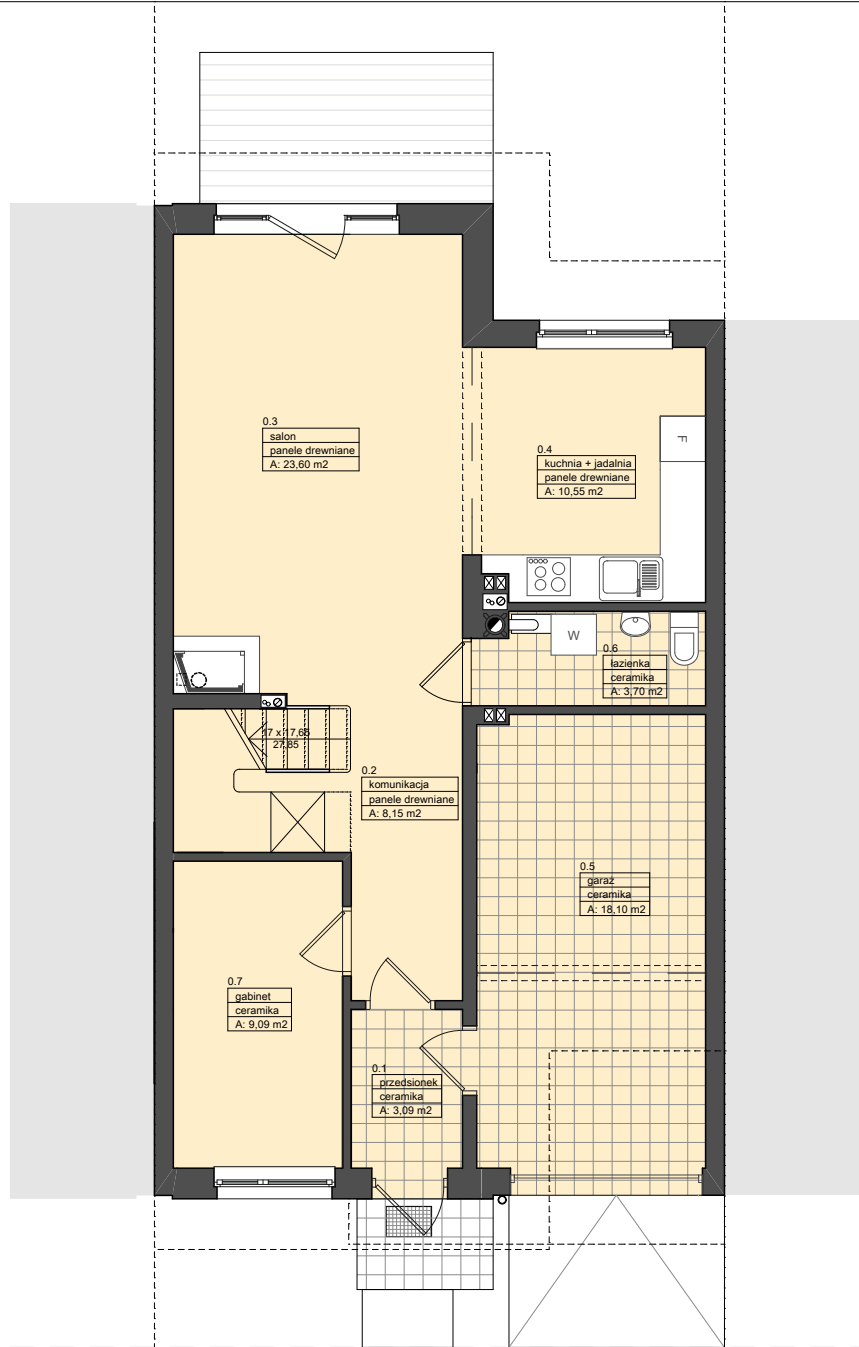 0.3
salon
panele drewniane
A: 23,60 m2
0.4
kuchnia + jadalnia
panele drewniane
A: 10,55 m2
F
W
0.6
łazienka
ceramika
A: 3,70 m2
17 x 17,65
27,85
0.2
komunikacja
panele drewniane
A: 8,15 m2
0.5
garaż
ceramika
A: 18,10 m2
0.7
gabinet
ceramika
A: 9,09 m2
0.1
przedsionek
ceramika
A: 3,09 m2